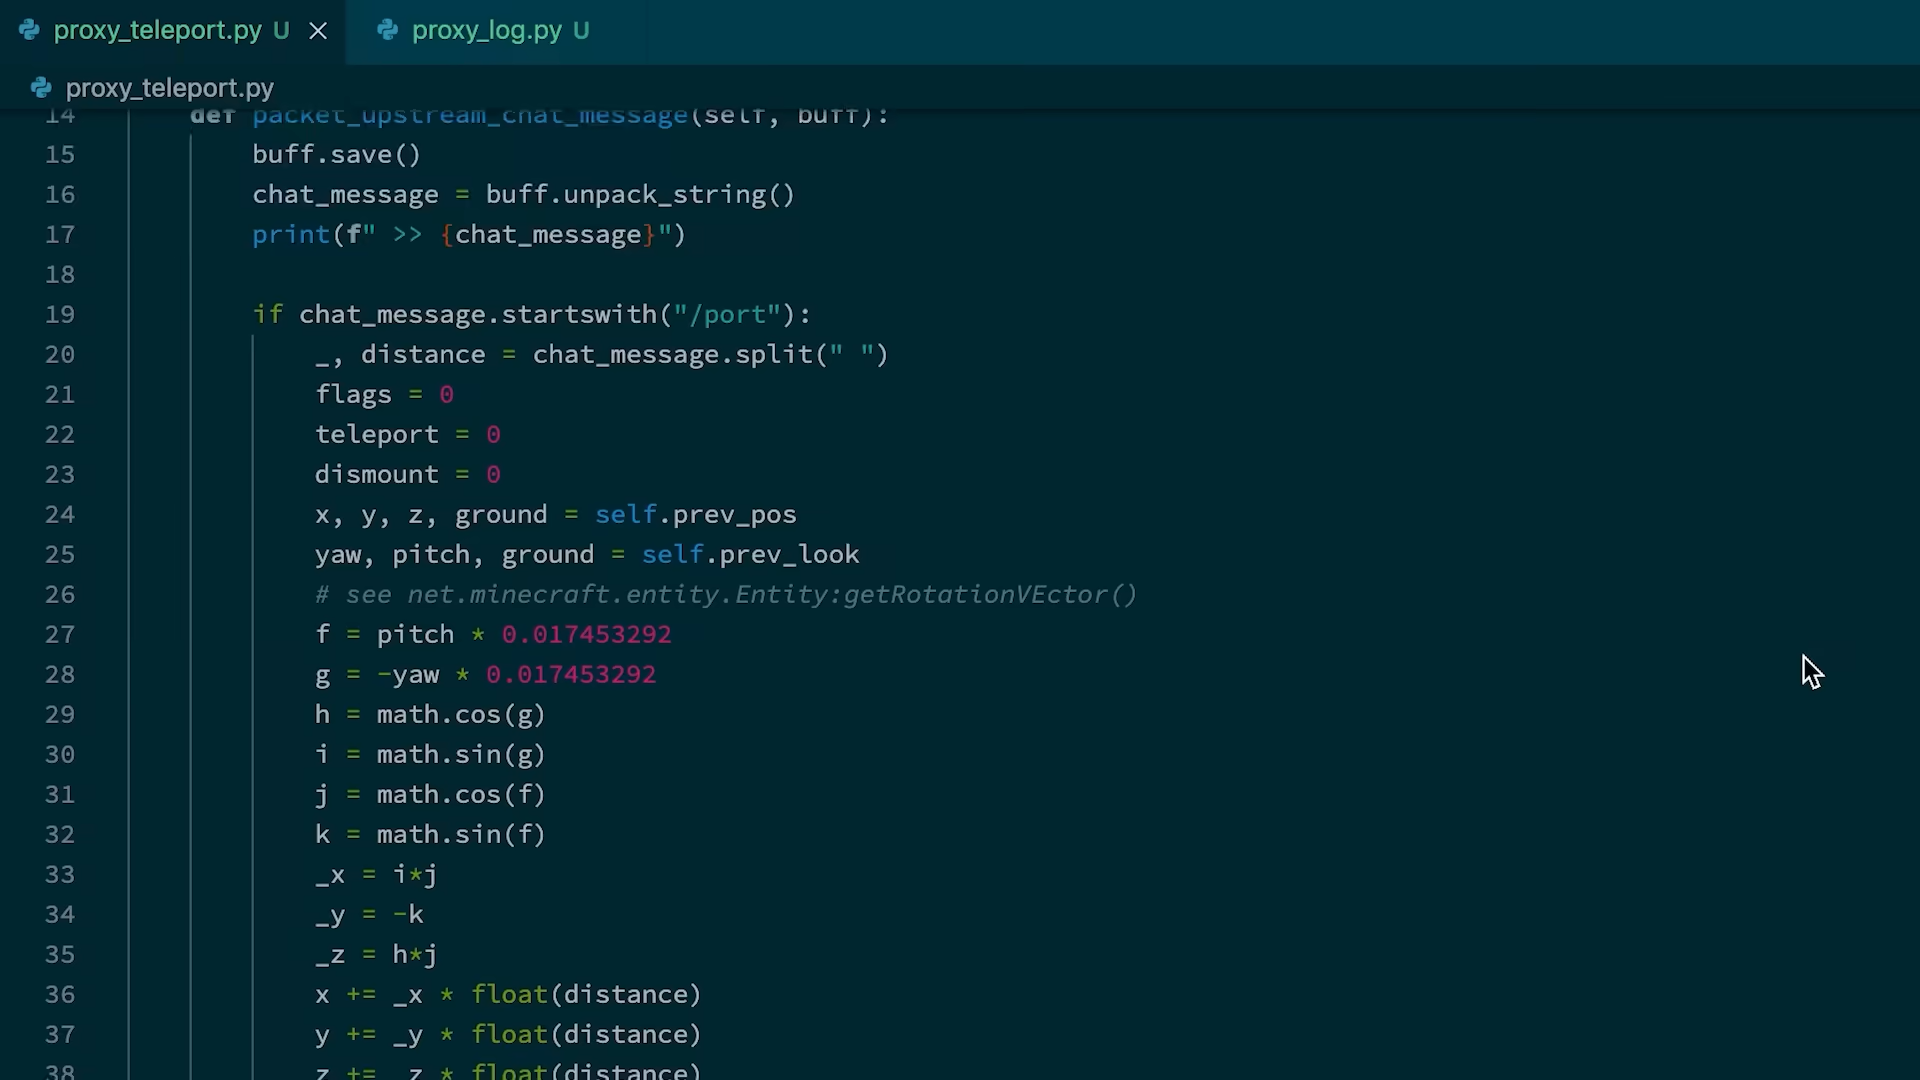 proxy_teleport.py U
proxy_log.py U
proxy_teleport.py
14 def packet_upstream_chat_message(self, buff):
15 buff.save()
16 chat_message = buff.unpack_string()
17 print(f" >> {chat_message}")
18
19 if chat_message.startswith("/port"):
20 _, distance = chat_message.split(" ")
21 flags = 0
22 teleport = 0
23 dismount = 0
24 x, y, z, ground = self.prev_pos
25 yaw, pitch, ground = self.prev_look
26 # see net.minecraft.entity.Entity:getRotationVEctor()
27 f = pitch * 0.017453292
28 g = -yaw * 0.017453292
29 h = math.cos(g)
30 i = math.sin(g)
31 j = math.cos(f)
32 k = math.sin(f)
33 _x = i*j
34 _y = -k
35 _z = h*j
36 x += _x * float(distance)
37 y += _y * float(distance)
38 z += _z * float(distance)